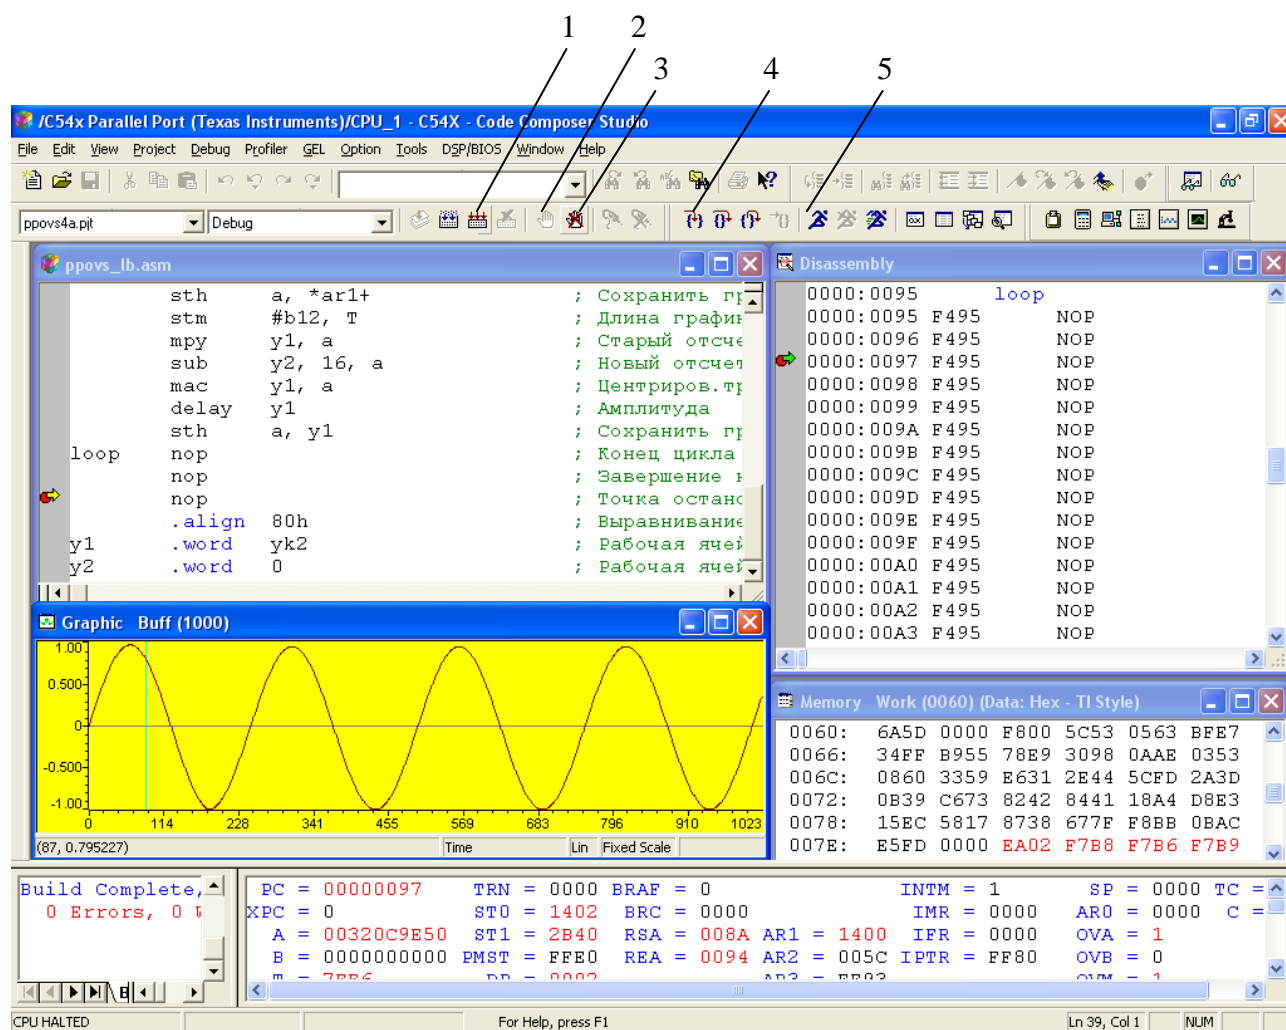 1 2
3 4 5
/C54x Parallel Port (Texas Instruments)/CPU_1 - C54X - Code Composer Studio
File Edit View Project Debug Profiler GEL Option Tools DSP/BIOS Window Help
ppovs4a.pjt Debug
ppovs_lb.asm
sth a, *ar1+ ; Сохранить
stm #b12, T ; Длина
mpy y1, a ; Старый
sub y2, 16, a ; Новый
mac y1, a ; Центриров.
delay y1 ; Амплитуда
sth a, y1 ; Сохранить
loop nop ; Конец цикла
nop ; Завершение
nop ; Точка
.align 80h ; Выравнивание
y1 .word yk2 ; Рабочая
y2 .word 0 ; Рабочая
Disassembly
0000:0095 loop
0000:0095 F495 NOP
0000:0096 F495 NOP
0000:0097 F495 NOP
0000:0098 F495 NOP
0000:0099 F495 NOP
0000:009A F495 NOP
0000:009B F495 NOP
0000:009C F495 NOP
0000:009D F495 NOP
0000:009E F495 NOP
0000:009F F495 NOP
0000:00A0 F495 NOP
0000:00A1 F495 NOP
0000:00A2 F495 NOP
0000:00A3 F495 NOP
Graphic Buff (1000)
1.00
0.500
0
-0.500
-1.00
0 114 228 341 455 569 683 796 910 1023
(87, 0.795227) Time Lin Fixed Scale
Memory Work (0060) (Data: Hex - TI Style)
0060: 6A5D 0000 F800 5C53 0563 BFE7
0066: 34FF B955 78E9 3098 0AAE 0353
006C: 0860 3359 E631 2E44 5CFD 2A3D
0072: 0B39 C673 8242 8441 18A4 D8E3
0078: 15EC 5817 8738 677F F8BB 0BAC
007E: E5FD 0000 EA02 F7B8 F7B6 F7B9
Build Complete,
0 Errors, 0
PC = 00000097 TRN = 0000 BRAF = 0 INTM = 1 SP = 0000 TC =
XPC = 0 ST0 = 1402 BRC = 0000 IMR = 0000 AR0 = 0000 C =
A = 00320C9E50 ST1 = 2B40 RSA = 008A AR1 = 1400 IFR = 0000 OVA = 1
B = 0000000000 PMST = FFE0 REA = 0094 AR2 = 005C IPTR = FF80 OVB = 0
CPU HALTED For Help, press F1 Ln 39, Col 1 NUM